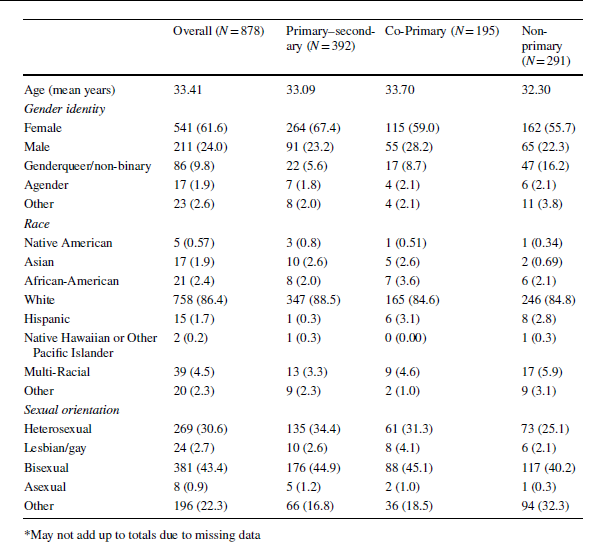 Overall (N = 878) Primary–second- Co-Primary (N = 195) Non-
ary (N = 392) primary
(N = 291)
Age (mean years) 33.41 33.09 33.70 32.30
Gender identity
Female 541 (61.6) 264 (67.4) 115 (59.0) 162 (55.7)
Male 211 (24.0) 91 (23.2) 55 (28.2) 65 (22.3)
Genderqueer/non-binary 86 (9.8) 22 (5.6) 17 (8.7) 47 (16.2)
Agender 17 (1.9) 7 (1.8) 4 (2.1) 6 (2.1)
Other 23 (2.6) 8 (2.0) 4 (2.1) 11 (3.8)
Race
Native American 5 (0.57) 3 (0.8) 1 (0.51) 1 (0.34)
Asian 17 (1.9) 10 (2.6) 5 (2.6) 2 (0.69)
African-American 21 (2.4) 8 (2.0) 7 (3.6) 6 (2.1)
White 758 (86.4) 347 (88.5) 165 (84.6) 246 (84.8)
Hispanic 15 (1.7) 1 (0.3) 6 (3.1) 8 (2.8)
Native Hawaiian or Other 2 (0.2) 1 (0.3) 0 (0.00) 1 (0.3)
Pacific Islander
Multi-Racial 39 (4.5) 13 (3.3) 9 (4.6) 17 (5.9)
Other 20 (2.3) 9 (2.3) 2 (1.0) 9 (3.1)
Sexual orientation
Heterosexual 269 (30.6) 135 (34.4) 61 (31.3) 73 (25.1)
Lesbian/gay 24 (2.7) 10 (2.6) 8 (4.1) 6 (2.1)
Bisexual 381 (43.4) 176 (44.9) 88 (45.1) 117 (40.2)
Asexual 8 (0.9) 5 (1.2) 2 (1.0) 1 (0.3)
Other 196 (22.3) 66 (16.8) 36 (18.5) 94 (32.3)
*May not add up to totals due to missing data